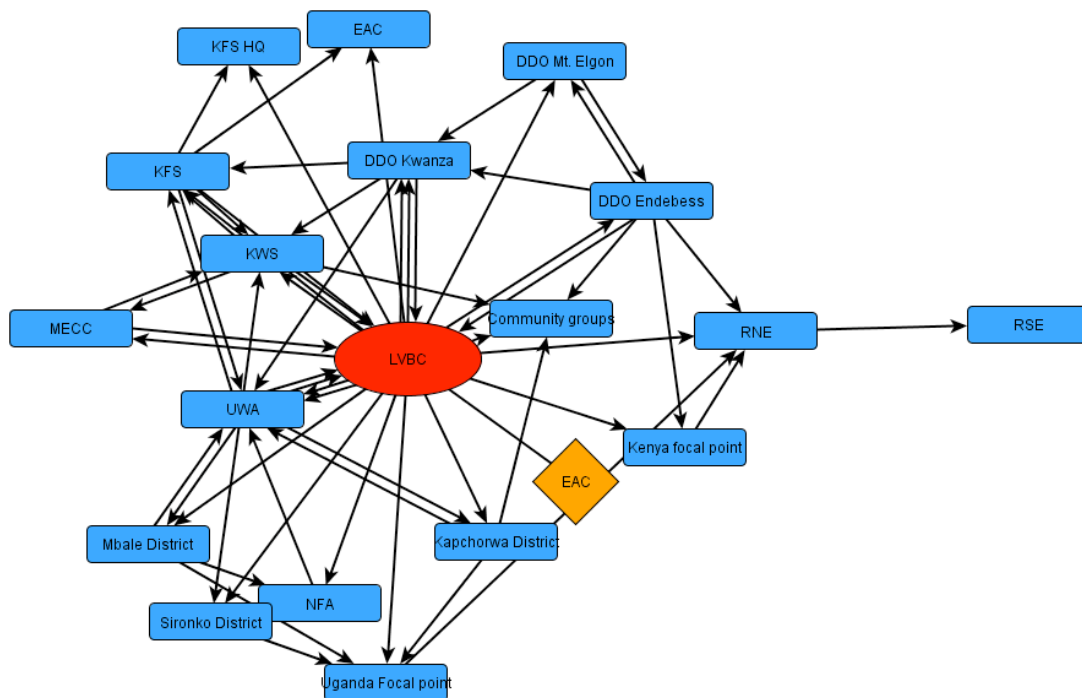 EAC
KFS HQ
DDO Mt. Elgon
DDO Kwanza
KFS
DDO Endebess
KWS
Community groups
MECC
RNE
RSE
LVBC
UWA
Kenya focal point
EAC
Mbale District
Kapchorwa District
NFA
Sironko District
Uganda Focal point